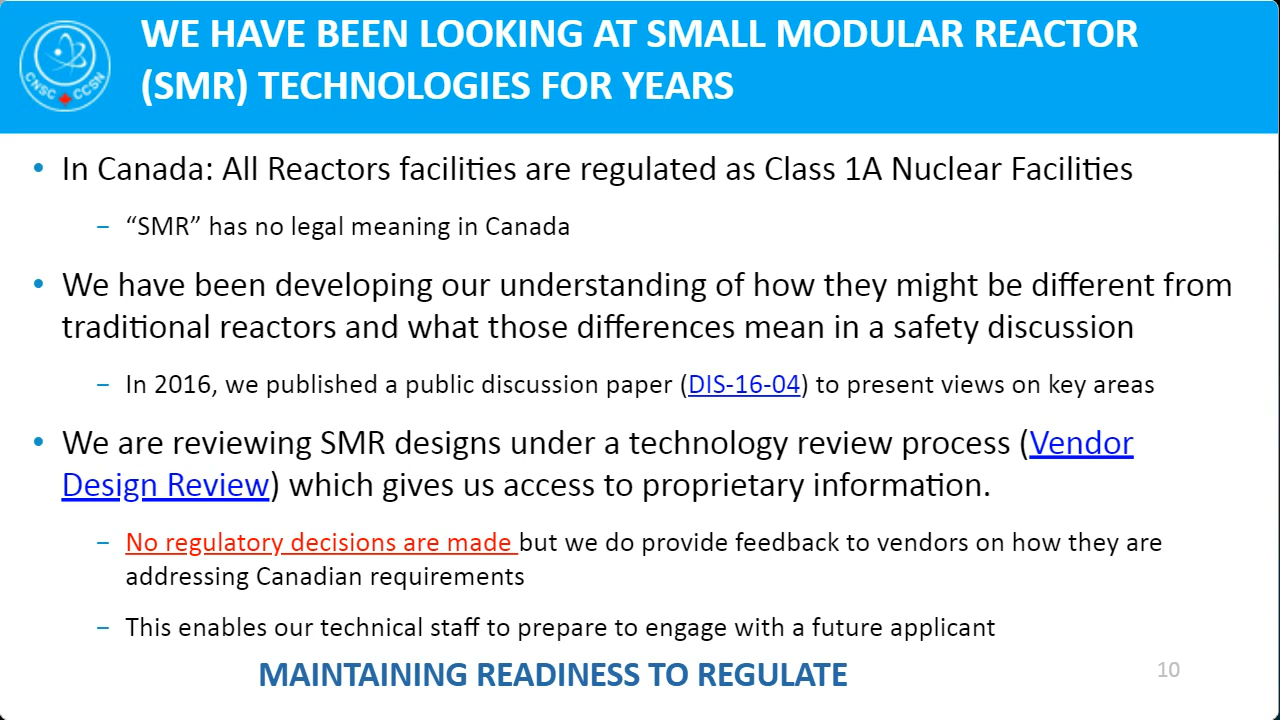 WE HAVE BEEN LOOKING AT SMALL MODULAR REACTOR
(SMR) TECHNOLOGIES FOR YEARS
CNSC CCSN
• In Canada: All Reactors facilities are regulated as Class 1A Nuclear Facilities
– “SMR” has no legal meaning in Canada
• We have been developing our understanding of how they might be different from
traditional reactors and what those differences mean in a safety discussion
– In 2016, we published a public discussion paper (DIS-16-04) to present views on key areas
• We are reviewing SMR designs under a technology review process (Vendor
Design Review) which gives us access to proprietary information.
– No regulatory decisions are made but we do provide feedback to vendors on how they are
addressing Canadian requirements
– This enables our technical staff to prepare to engage with a future applicant
MAINTAINING READINESS TO REGULATE
10